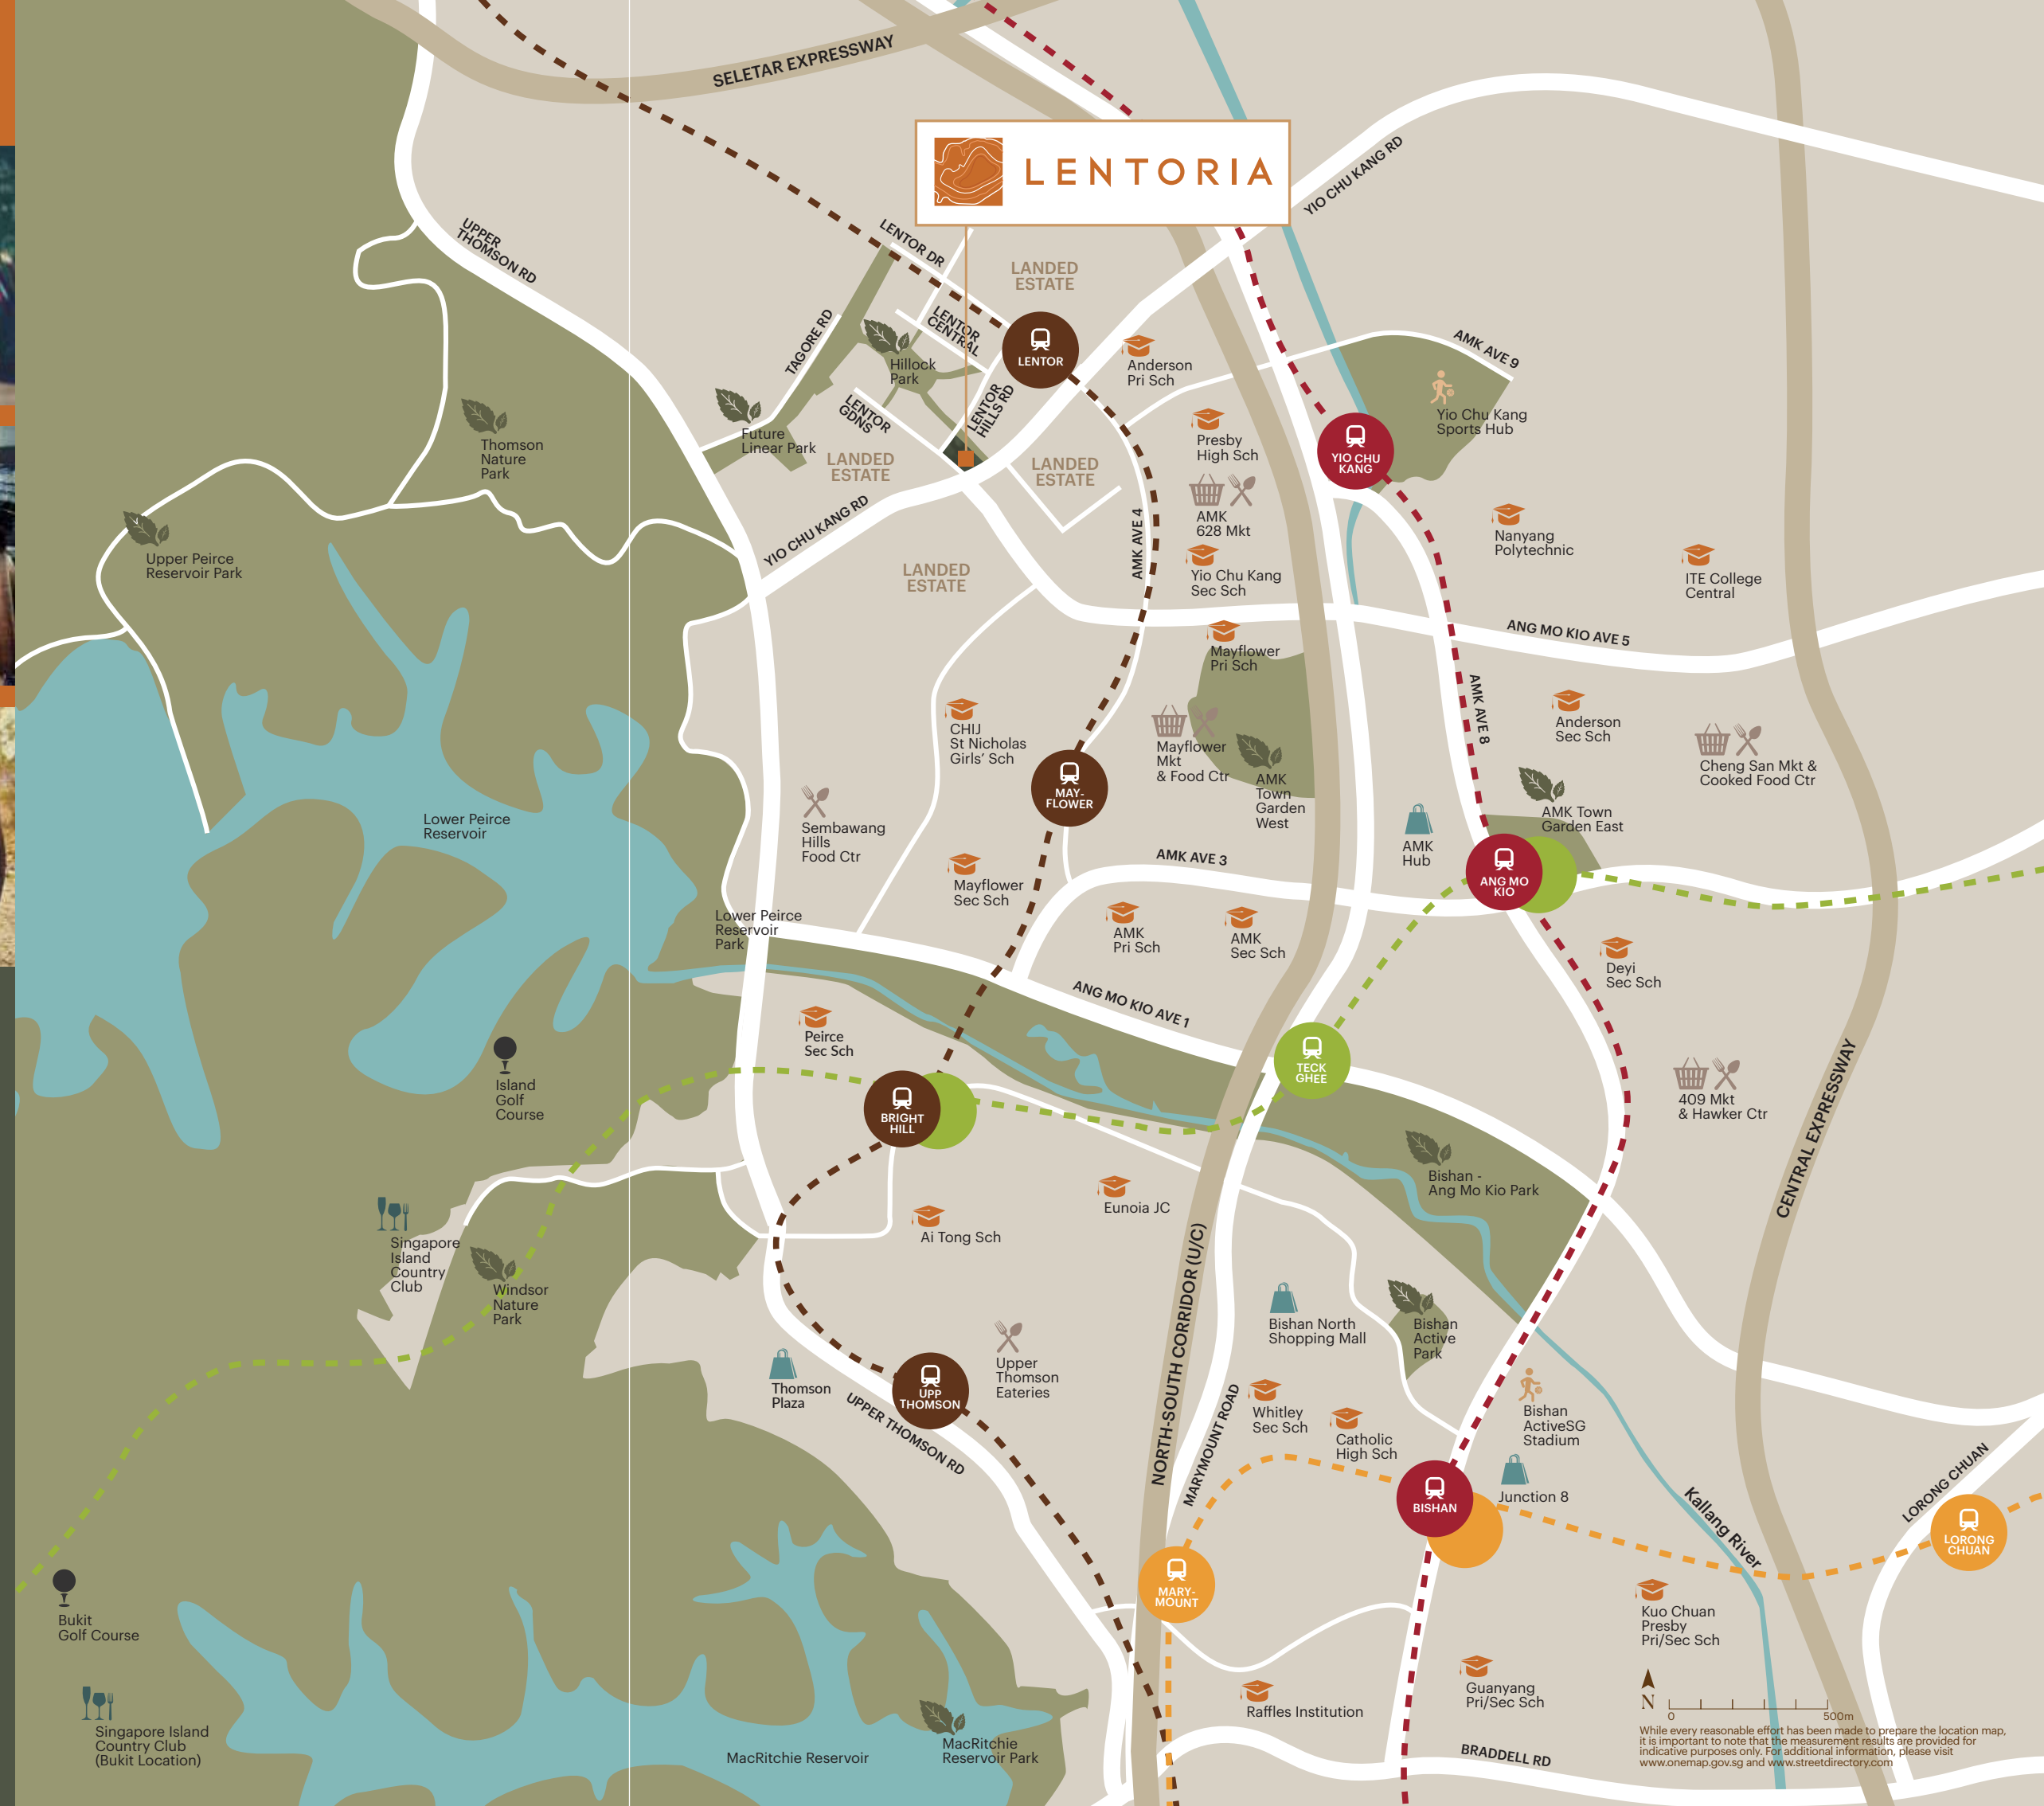 SELETAR EXPRESSWAY
LENTORIA
YIO CHU KANG RD
UPPER
THOMSON RD
LENTOR DR
LANDED
ESTATE
LENTOR
CENTRAL
TAGORE RD
LENTOR
Hillock
Park
Anderson
Pri Sch
AMK AVE 9
LENTOR
HILLS RD
LENTOR
GDNS
Yio Chu Kang
Sports Hub
Future
Linear Park
Thomson
Nature
Park
Presby
High Sch
YIO CHU
KANG
LANDED
ESTATE
LANDED
ESTATE
YIO CHU KANG RD
AMK AVE 4
AMK
628 Mkt
Nanyang
Polytechnic
Upper Peirce
Reservoir Park
LANDED
ESTATE
Yio Chu Kang
Sec Sch
ITE College
Central
ANG MO KIO AVE 5
Mayflower
Pri Sch
AMK AVE 8
CHIJ
St Nicholas
Girls' Sch
Anderson
Sec Sch
Mayflower
Mkt
& Food Ctr
Cheng San Mkt &
Cooked Food Ctr
MAY-
FLOWER
AMK
Town
Garden
West
AMK Town
Garden East
Lower Peirce
Reservoir
Sembawang
Hills
Food Ctr
AMK
Hub
AMK AVE 3
ANG MO
KIO
Mayflower
Sec Sch
Lower Peirce
Reservoir
Park
AMK
Pri Sch
AMK
Sec Sch
Deyi
Sec Sch
ANG MO KIO AVE 1
Peirce
Sec Sch
TECK
GHEE
Island
Golf
Course
409 Mkt
& Hawker Ctr
CENTRAL EXPRESSWAY
BRIGHT
HILL
Bishan -
Ang Mo Kio Park
Eunoia JC
Ai Tong Sch
Singapore
Island
Country
Club
Windsor
Nature
Park
NORTH-SOUTH CORRIDOR (U/C)
Bishan North
Shopping Mall
Bishan
Active
Park
Upper
Thomson
Eateries
Thomson
Plaza
UPP
THOMSON
UPPER THOMSON RD
MARYMOUNT ROAD
Whitley
Sec Sch
Catholic
High Sch
Bishan
ActiveSG
Stadium
BISHAN
Junction 8
Kallang River
LORONG CHUAN
LORONG
CHUAN
MARY-
MOUNT
Bukit
Golf Course
Kuo Chuan
Presby
Pri/Sec Sch
Guanyang
Pri/Sec Sch
Raffles Institution
Singapore Island
Country Club
(Bukit Location)
MacRitchie Reservoir
MacRitchie
Reservoir Park
BRADDELL RD
N
0 500m
While every reasonable effort has been made to prepare the location map,
it is important to note that the measurement results are provided for
indicative purposes only. For additional information, please visit
www.onemap.gov.sg and www.streetdirectory.com